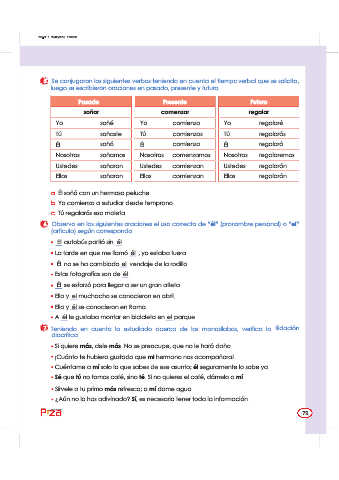 Se conjugaron los siguientes verbos teniendo en cuenta el tiempo verbal que se solicita,
luego se escribieron oraciones en pasado, presente y futuro
Pasado Presente Futuro
soñar comenzar regalar
Yo soñé Yo comienzo Yo regalaré
Tú soñaste Tú comienzas Tú regalarás
Él soñó Él comienza Él regalará
Nosotros soñamos Nosotros comenzamos Nosotros regalaremos
Ustedes soñaron Ustedes comienzan Ustedes regalarán
Ellos soñaron Ellos comienzan Ellos regalarán
a. Él soñó con un hermoso peluche
b. Yo comienzo a estudiar desde temprano
c. Tú regalarás esa maleta
Observo en las siguientes oraciones el uso correcto de "él" (pronombre personal) o "el"
(artículo) según corresponda
• El autobús partió sin él
• La tarde en que me llamó él , yo estaba fuera
• Él no se ha cambiado el vendaje de la rodilla
• Estas fotografías son de él
• Él se esforzó para llegar a ser un gran atleta
• Ella y el muchacho se conocieron en abril
• Ella y él se conocieron en Roma
• A él le gustaba montar en bicicleta en el parque
Teniendo en cuenta lo estudiado acerca de los monosílabos, verifico la tildación
diacrítica
• Si quiere más, dele más. No se preocupe, que no le hará daño
• ¡Cuánto te hubiera gustado que mi hermano nos acompañara!
• Cuéntame a mí solo lo que sabes de ese asunto; él seguramente lo sabe ya
• Sé que tú no tomas café, sino té. Si no quieres el café, dámelo a mí
• Sírvele a tu primo más refresco; a mí dame agua
• ¿Aún no lo has adivinado? Sí, es necesario tener toda la información